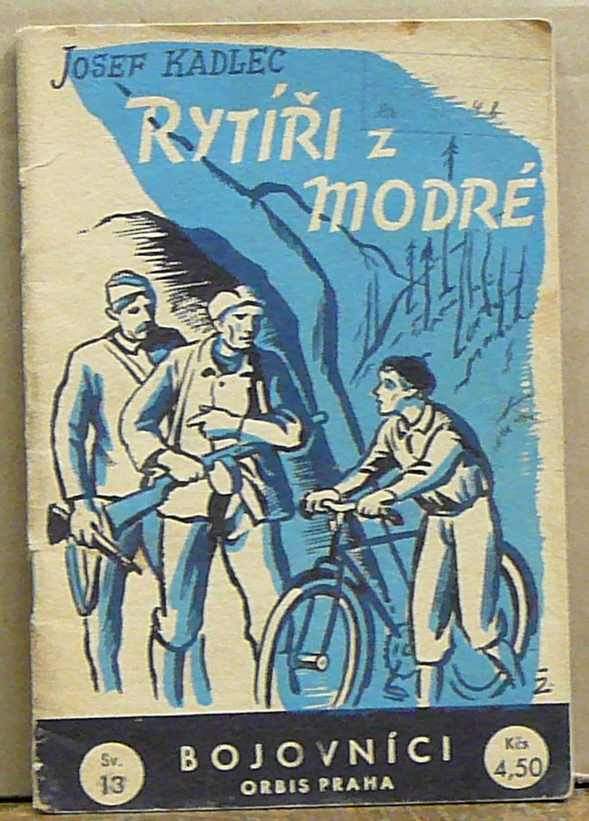 JOSEF KADLEC
RYTÍŘI z
MODRÉ
Ž
Sv.
13
BOJOVNÍCI
ORBIS PRAHA
Kčs
4,50